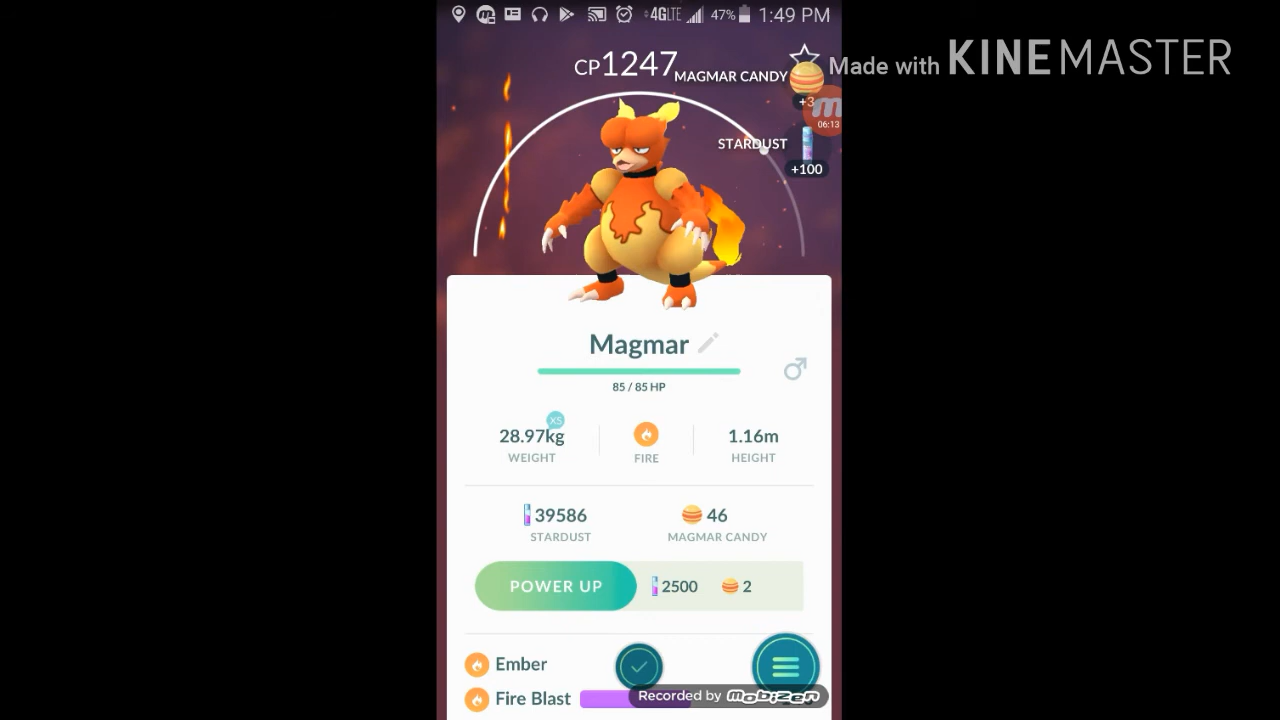 4GLTE 47% 1:49 PM
CP1247
MAGMAR CANDY
+3
Made with KINEMASTER
06:13
STARDUST
+100
Magmar
85 / 85 HP
XS
28.97kg
WEIGHT
FIRE
1.16m
HEIGHT
39586
STARDUST
46
MAGMAR CANDY
POWER UP
2500
2
Ember
Fire Blast
Recorded by mobizen